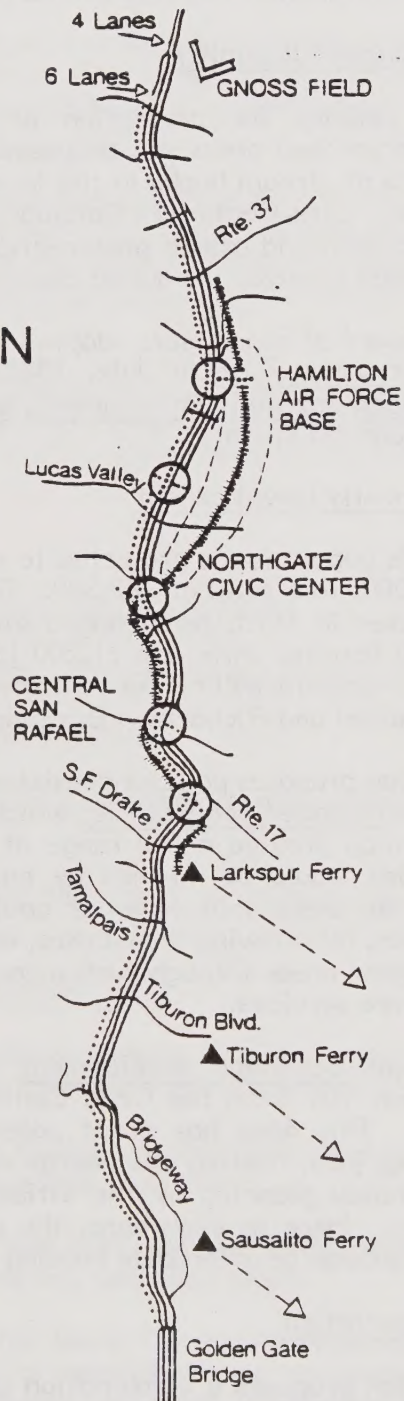 4 Lanes
6 Lanes
GNOSS FIELD
Rte. 37
N
HAMILTON
AIR FORCE
BASE
Lucas Valley
NORTHGATE/
CIVIC CENTER
CENTRAL
SAN
RAFAEL
S.F. Drake
Rte. 17
Larkspur Ferry
Tamalpais
Tiburon Blvd.
Tiburon Ferry
Bridgeway
Sausalito Ferry
Golden Gate
Bridge